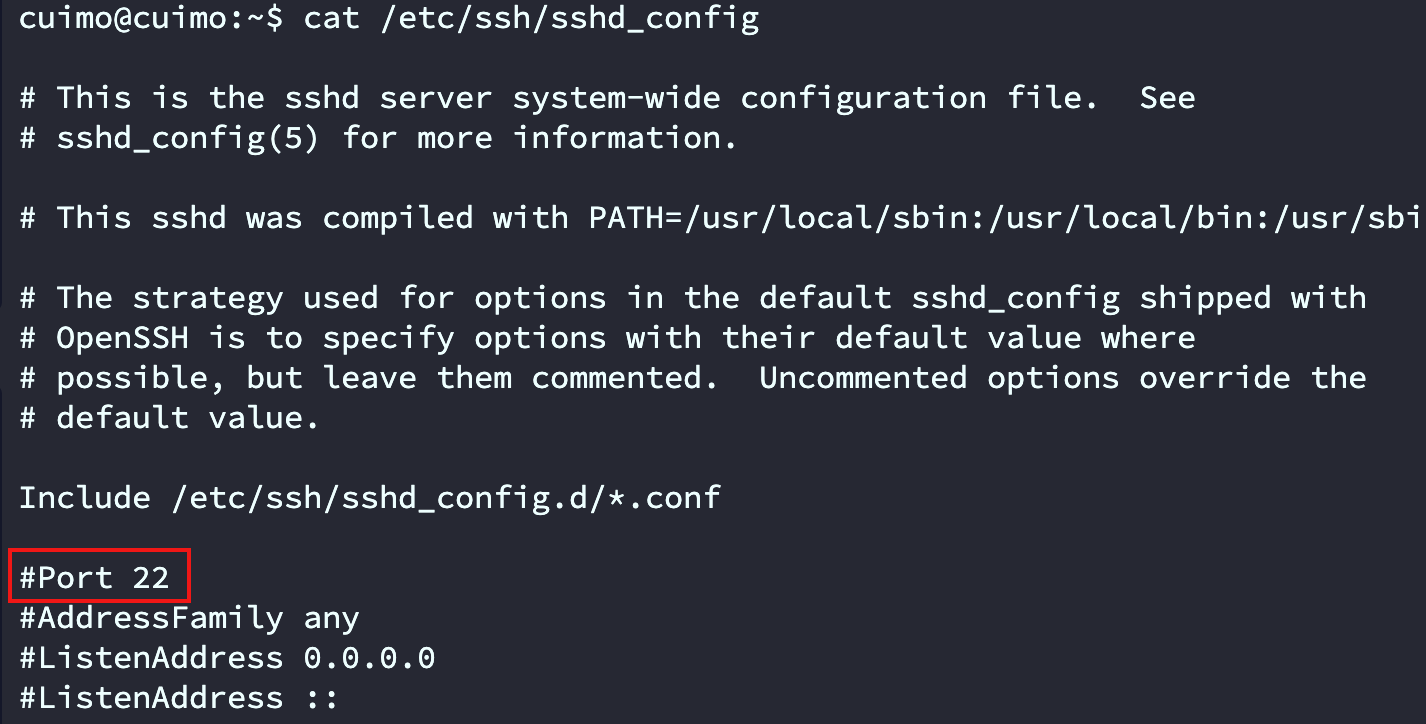 cuimo@cuimo:~$ cat /etc/ssh/sshd_config
# This is the sshd server system-wide configuration file.  See
# sshd_config(5) for more information.
# This sshd was compiled with PATH=/usr/local/sbin:/usr/local/bin:/usr/sbi
# The strategy used for options in the default sshd_config shipped with
# OpenSSH is to specify options with their default value where
# possible, but leave them commented.  Uncommented options override the
# default value.
Include /etc/ssh/sshd_config.d/*.conf
#Port 22
#AddressFamily any
#ListenAddress 0.0.0.0
#ListenAddress ::